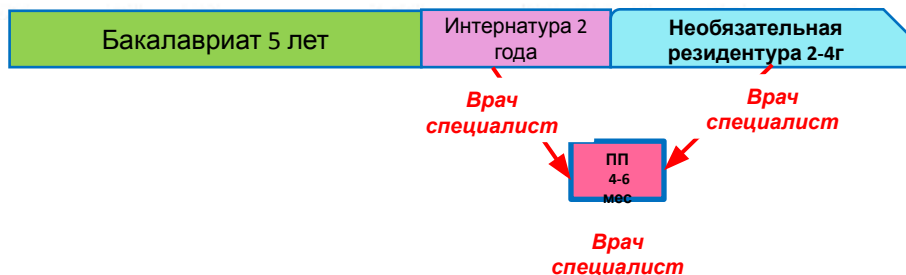 Бакалавриат 5 лет
Интернатура 2
года
Необязательная
резидентура 2-4г
Врач
специалист
Врач
специалист
ПП
4-6
мес
Врач
специалист